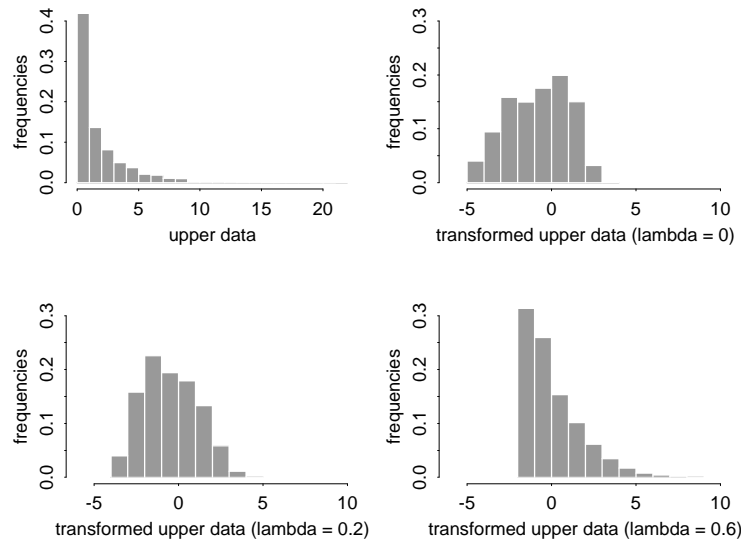 0.4
0.3
0.2
0.1
0.0
frequencies
0 5 10 15 20
upper data
0.3
0.2
0.1
0.0
frequencies
-5 0 5 10
transformed upper data (lambda = 0)
0.3
0.2
0.1
0.0
frequencies
-5 0 5 10
transformed upper data (lambda = 0.2)
0.3
0.2
0.1
0.0
frequencies
-5 0 5 10
transformed upper data (lambda = 0.6)